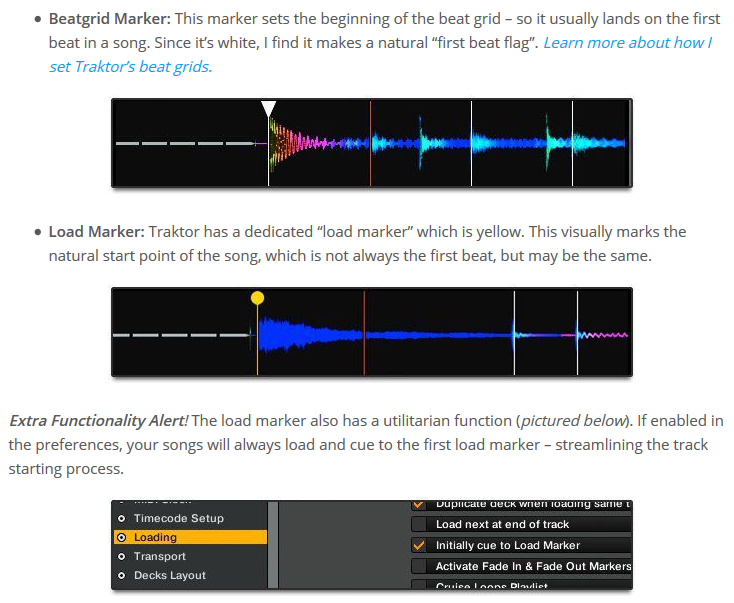 Beatgrid Marker: This marker sets the beginning of the beat grid – so it usually lands on the first
beat in a song. Since it’s white, I find it makes a natural “first beat flag”. Learn more about how I
set Traktor’s beat grids.
Load Marker: Traktor has a dedicated “load marker” which is yellow. This visually marks the
natural start point of the song, which is not always the first beat, but may be the same.
Extra Functionality Alert! The load marker also has a utilitarian function (pictured below). If enabled in
the preferences, your songs will always load and cue to the first load marker – streamlining the track
starting process.
Timecode Setup
Loading
Transport
Decks Layout
Duplicate deck when loading same t
Load next at end of track
Initially cue to Load Marker
Activate Fade In & Fade Out Markers
Cruise Loops Playlist